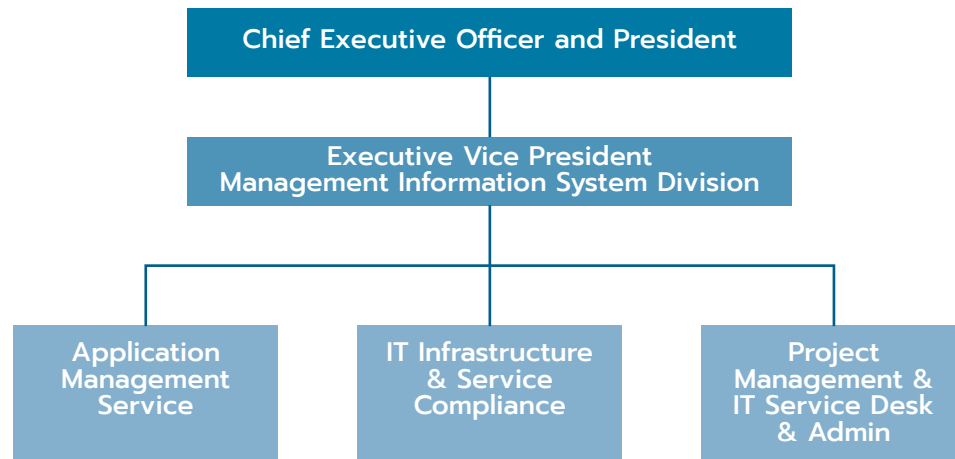 Chief Executive Officer and President
Executive Vice President
Management Information System Division
Application
Management
Service
IT Infrastructure
& Service
Compliance
Project
Management &
IT Service Desk
& Admin